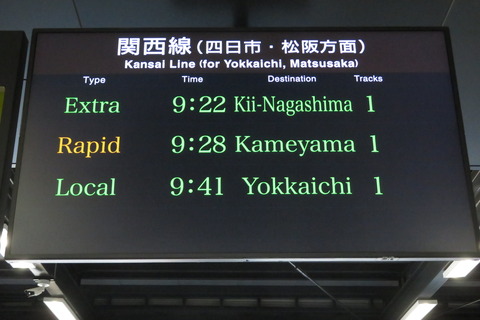 関西線(四日市・松阪方面)
Kansai Line (for Yokkaichi, Matsusaka)
Type Time Destination Tracks
Extra 9:22 Kii-Nagashima 1
Rapid 9:28 Kameyama 1
Local 9:41 Yokkaichi 1